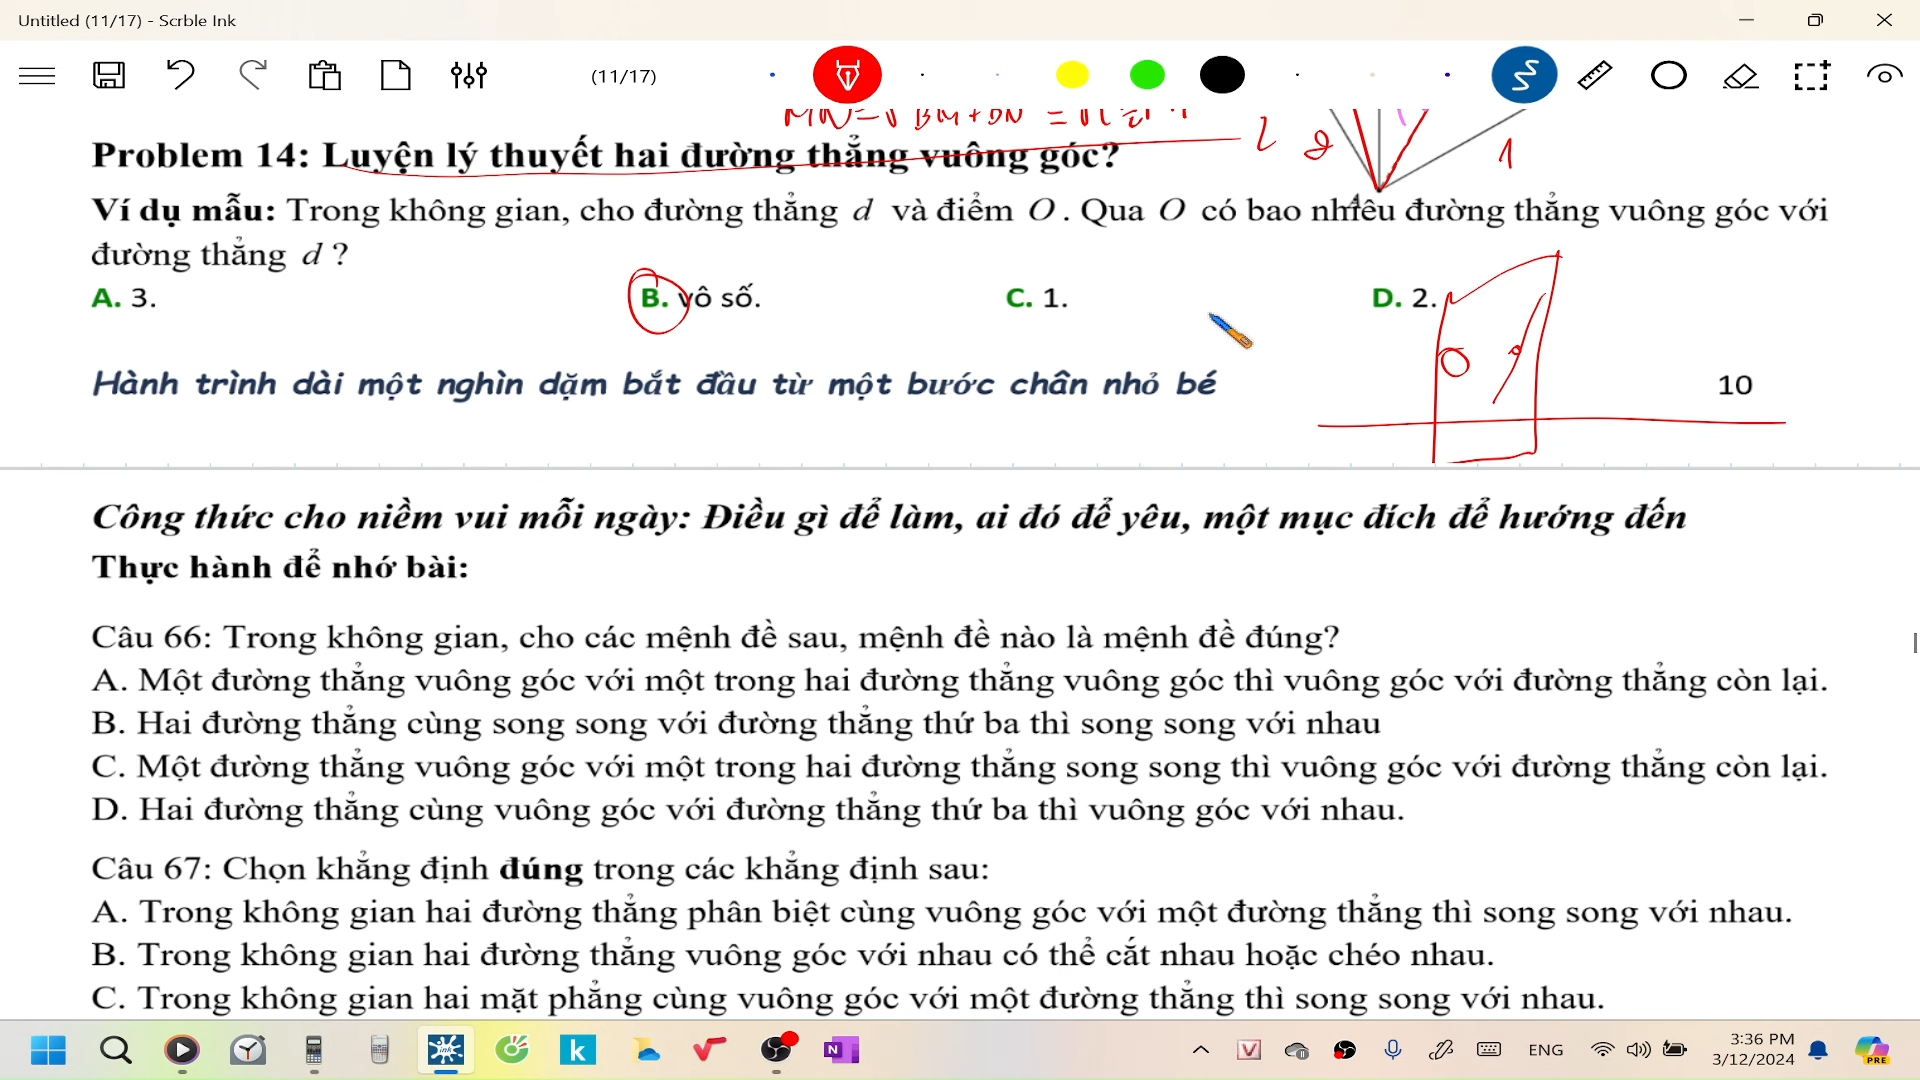 Untitled (11/17) - Scrble Ink
(11/17)
Problem 14: Luyện lý thuyết hai đường thẳng vuông góc?
2
1
Ví dụ mẫu: Trong không gian, cho đường thẳng d và điểm O. Qua O có bao nhiêu đường thẳng vuông góc với
đường thẳng d ?
A. 3. B. vô số. C. 1. D. 2.
Hành trình dài một nghìn dặm bắt đầu từ một bước chân nhỏ bé 10
Công thức cho niềm vui mỗi ngày: Điều gì để làm, ai đó để yêu, một mục đích để hướng đến
Thực hành để nhớ bài:
Câu 66: Trong không gian, cho các mệnh đề sau, mệnh đề nào là mệnh đề đúng?
A. Một đường thẳng vuông góc với một trong hai đường thẳng vuông góc thì vuông góc với đường thẳng còn lại.
B. Hai đường thẳng cùng song song với đường thẳng thứ ba thì song song với nhau
C. Một đường thẳng vuông góc với một trong hai đường thẳng song song thì vuông góc với đường thẳng còn lại.
D. Hai đường thẳng cùng vuông góc với đường thẳng thứ ba thì vuông góc với nhau.
Câu 67: Chọn khẳng định đúng trong các khẳng định sau:
A. Trong không gian hai đường thẳng phân biệt cùng vuông góc với một đường thẳng thì song song với nhau.
B. Trong không gian hai đường thẳng vuông góc với nhau có thể cắt nhau hoặc chéo nhau.
C. Trong không gian hai mặt phẳng cùng vuông góc với một đường thẳng thì song song với nhau.
ENG
3:36 PM
3/12/2024
PRE